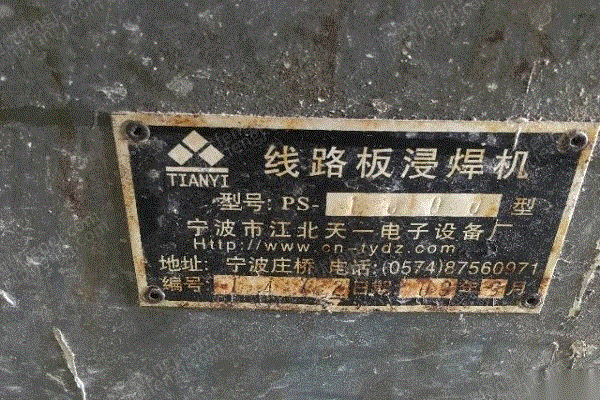 TIANYI
线路板浸焊机
型号: PS- 型
宁波市江北天一电子设备厂
Http://www.cn-tydz.com
地址: 宁波庄桥 电话:(0574)87560971
编号: 日期 年 月